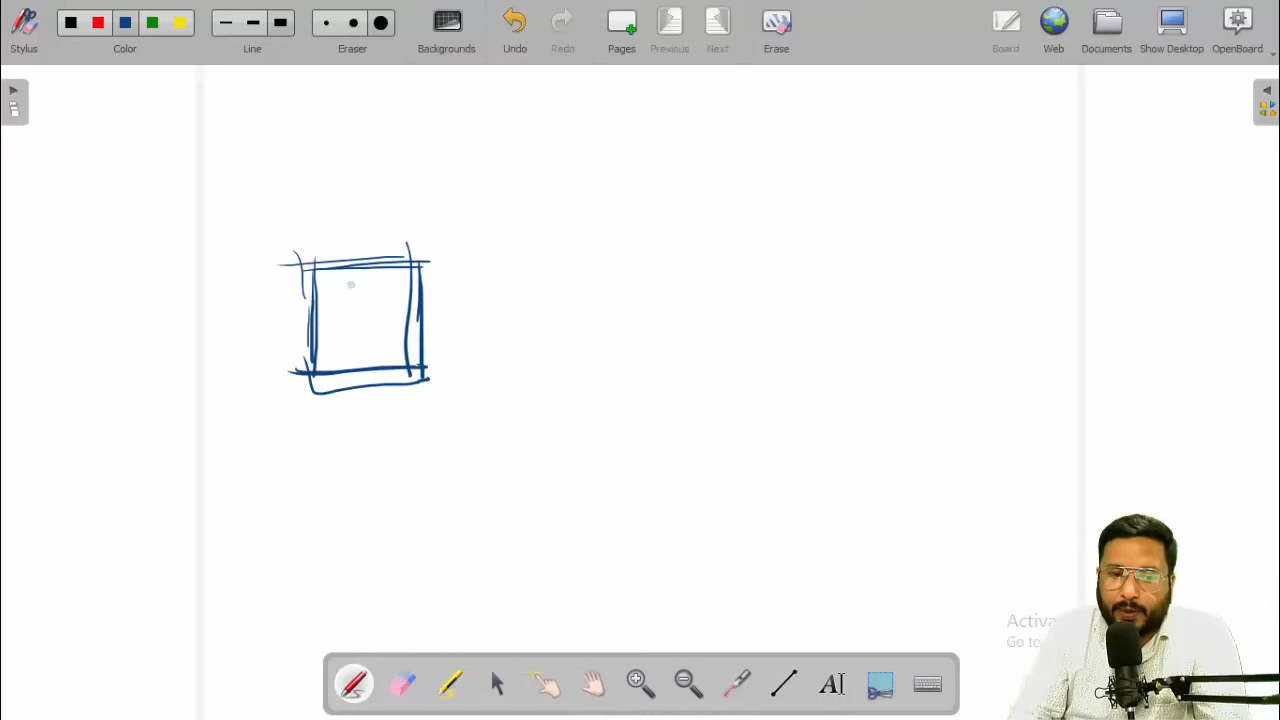 Stylus Color Line Eraser Backgrounds Undo Redo Pages Previous Next Erase Board Web Documents Show Desktop OpenBoard
Activa
Go to
A